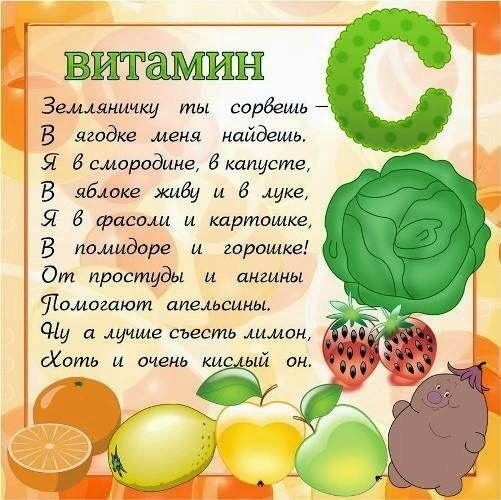 витамин С
Земляничку ты сорвешь –
В ягодке меня найдешь.
Я в смородине, в капусте,
В яблоке живу и в луке,
Я в фасоли и картошке,
В помидоре и горошке!
От простуды и ангины
Помогают апельсины.
Ну а лучше съесть лимон,
Хоть и очень кислый он.